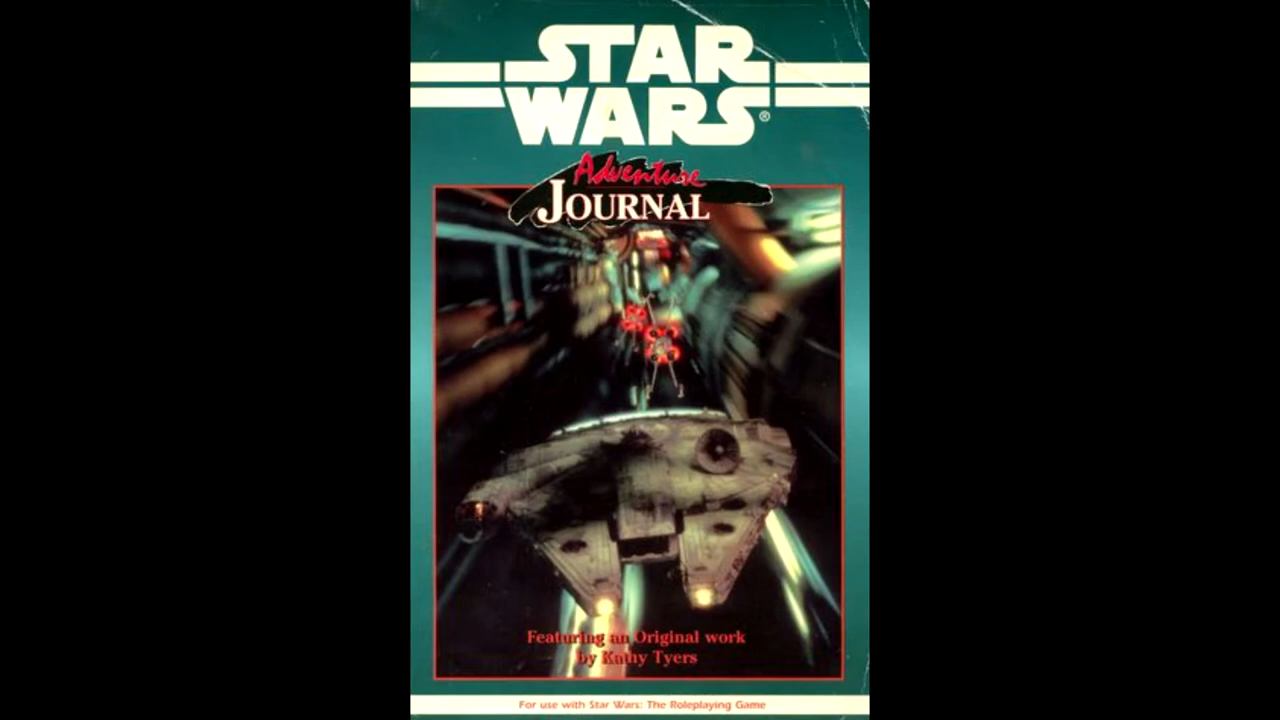 STAR
WARS®
Adventure
JOURNAL
Featuring an Original work
by Kathy Tyers
For use with Star Wars: The Roleplaying Game